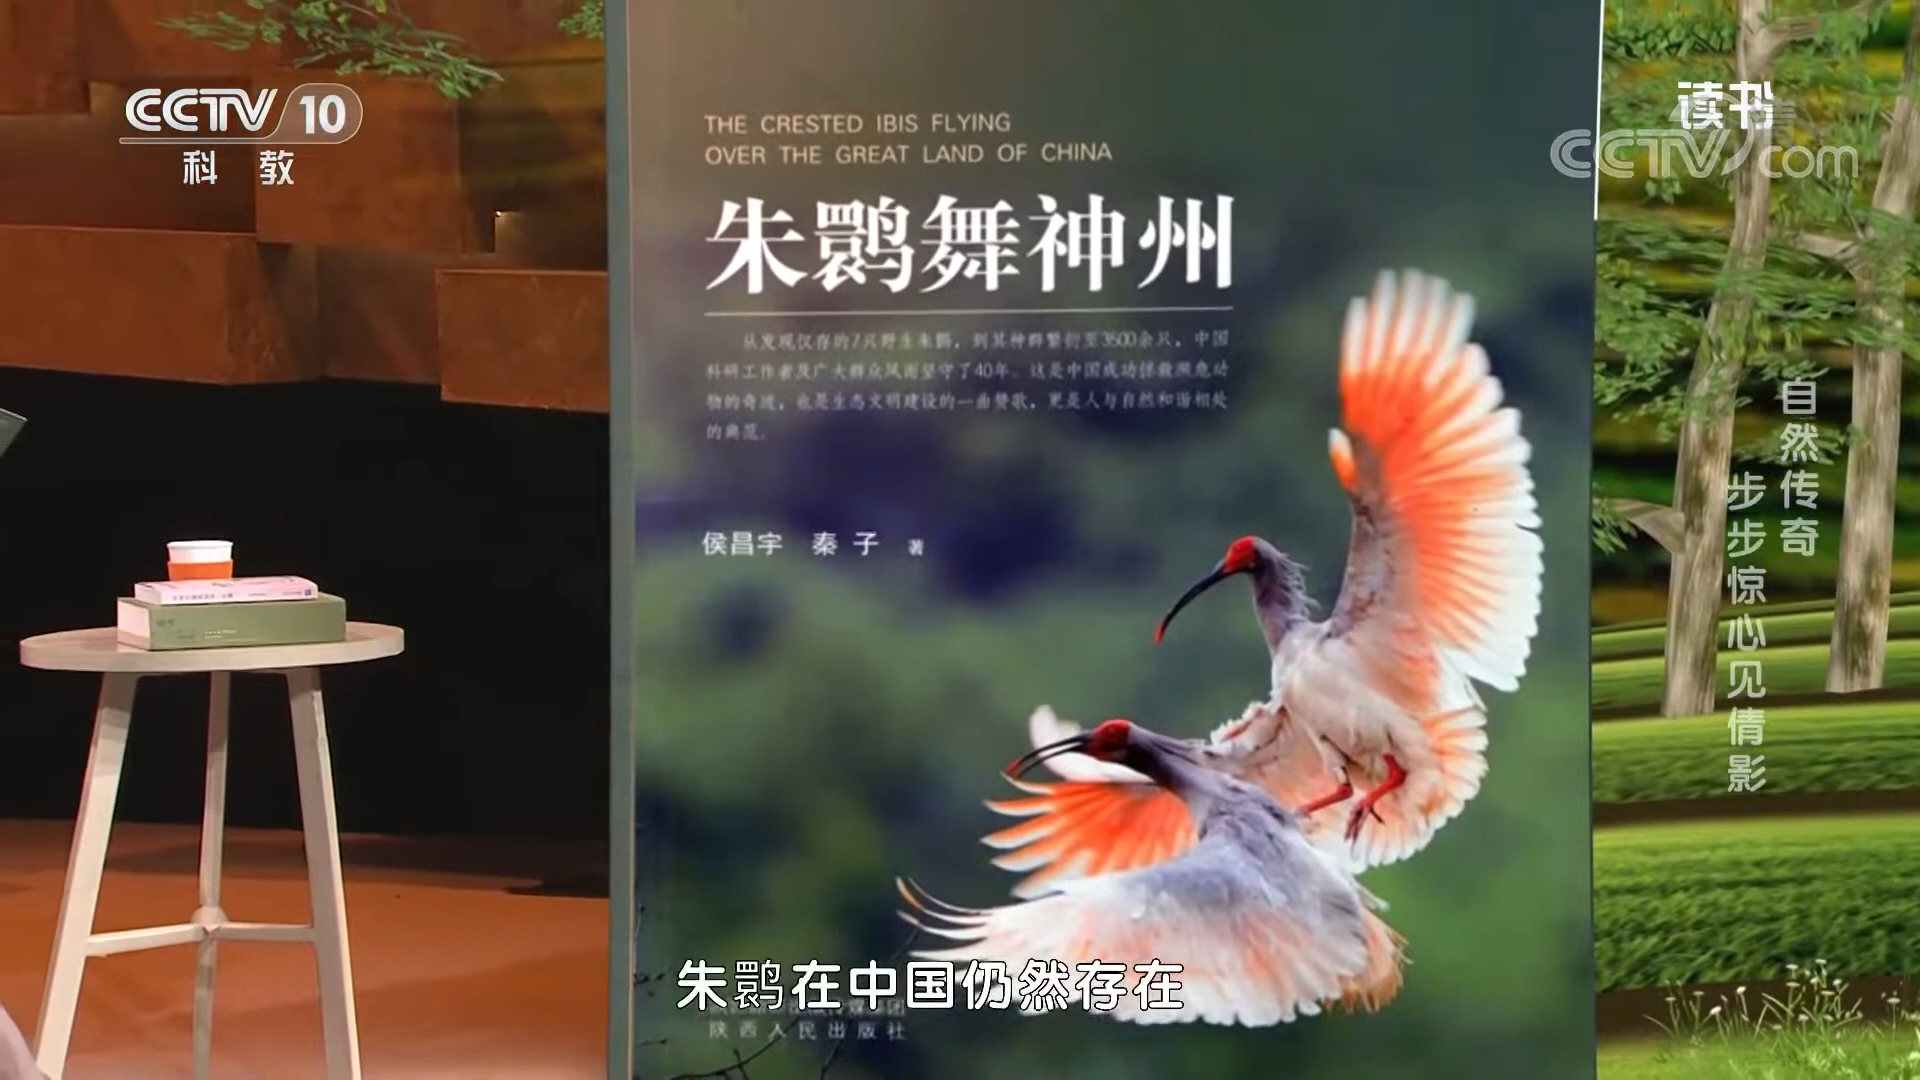 CCTV 10
科 教
读书
CCTV.com
THE CRESTED IBIS FLYING
OVER THE GREAT LAND OF CHINA
朱鹮舞神州
从发现仅存的7只野生朱鹮，到其种群繁衍至3500余只，中国
科研工作者及广大群众风雨坚守了40年。这是中国成功拯救濒危动
物的奇迹，也是生态文明建设的一曲赞歌，更是人与自然和谐相处
的典范。
侯昌宇 秦 子 著
自然传奇
步步惊心见倩影
朱鹮在中国仍然存在
陕西人民出版社